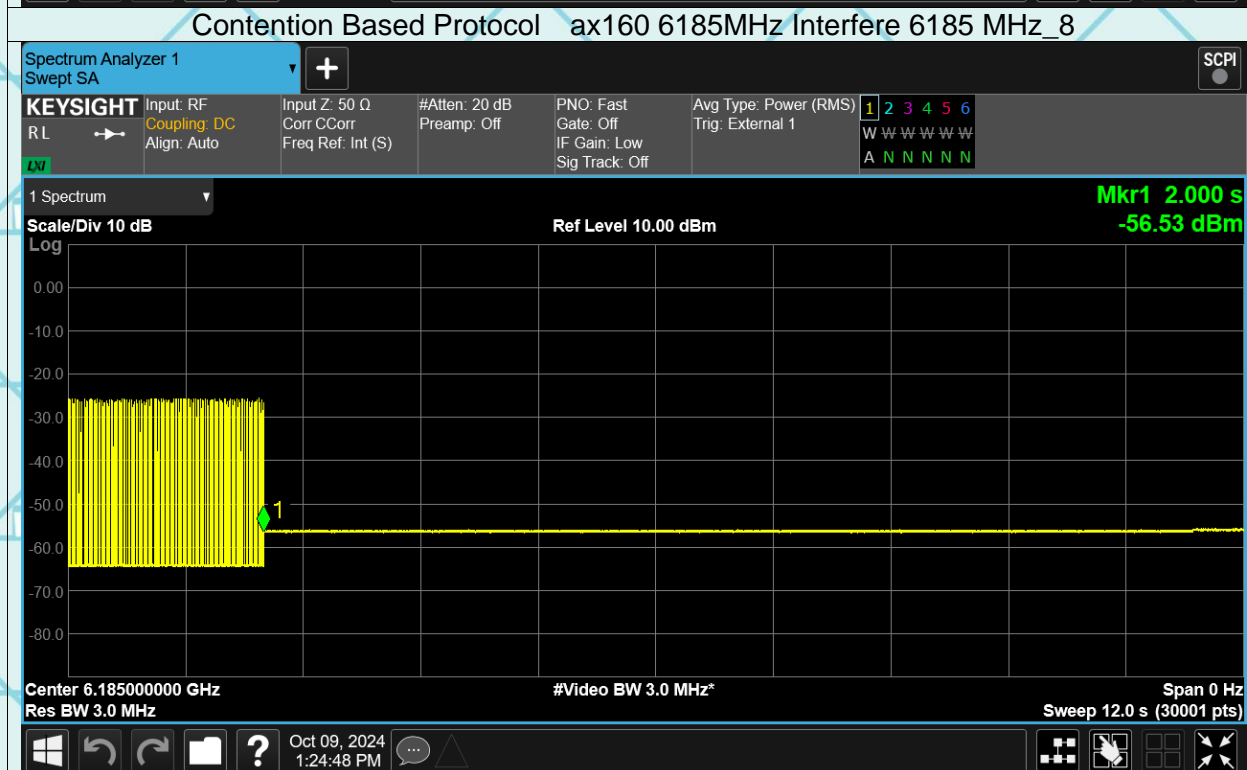 Contention Based Protocol ax160 6185MHz Interfere 6185 MHz_8
Spectrum Analyzer 1
Swept SA
+
SCPI
KEYSIGHT
RL
LXI
Input: RF
Coupling: DC
Align: Auto
Input Z: 50 Ω
Corr CCorr
Freq Ref: Int (S)
#Atten: 20 dB
Preamp: Off
PNO: Fast
Gate: Off
IF Gain: Low
Sig Track: Off
Avg Type: Power (RMS)
Trig: External 1
1 2 3 4 5 6
W W W W W W
A N N N N N
1 Spectrum
Mkr1 2.000 s
-56.53 dBm
Scale/Div 10 dB
Ref Level 10.00 dBm
Log
0.00
-10.0
-20.0
-30.0
-40.0
-50.0
-60.0
-70.0
-80.0
1
Center 6.185000000 GHz
#Video BW 3.0 MHz*
Span 0 Hz
Res BW 3.0 MHz
Sweep 12.0 s (30001 pts)
?
Oct 09, 2024
1:24:48 PM